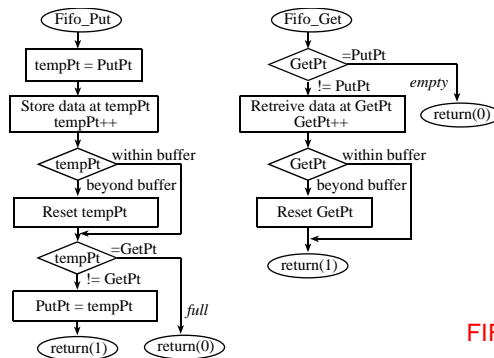 Fifo_Put
tempPt = PutPt
Store data at tempPt
tempPt++
tempPt
within buffer
beyond buffer
Reset tempPt
tempPt
=GetPt
!= GetPt
PutPt = tempPt
full
return(1)
return(0)
Fifo_Get
GetPt
=PutPt
!= PutPt
empty
return(0)
Retreive data at GetPt
GetPt++
GetPt
within buffer
beyond buffer
Reset GetPt
return(1)